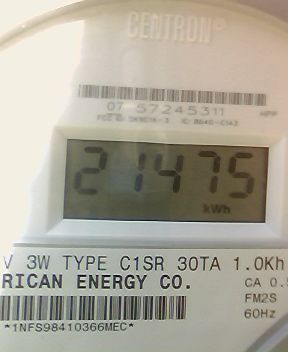 CENTRON®
07 57245311
21475
kWh
V 3W TYPE C1SR 30TA 1.0Kh
RICAN ENERGY CO.
CA 0.5
FM2S
60Hz
*1NFS98410366MEC*